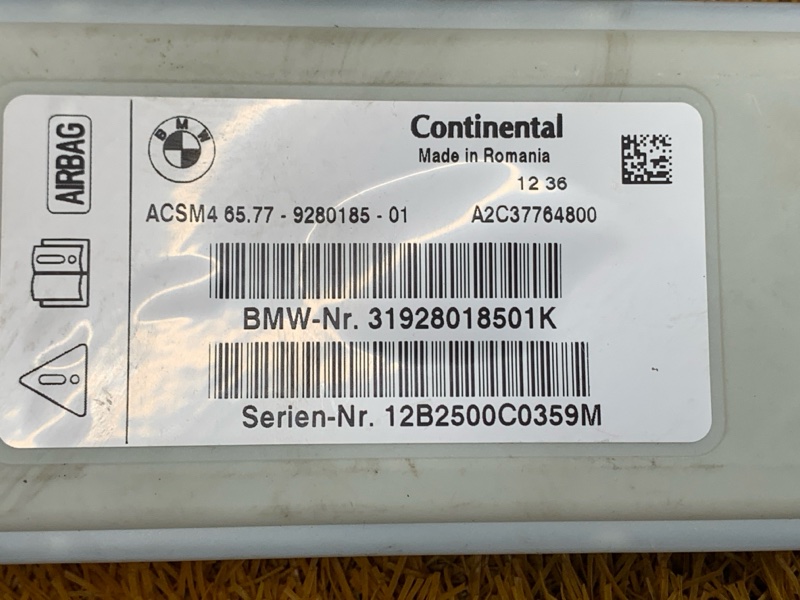 AIRBAG
BMW
Continental
Made in Romania
12 36
ACSM4 65.77 - 9280185 - 01 A2C37764800
BMW-Nr. 31928018501K
Serien-Nr. 12B2500C0359M